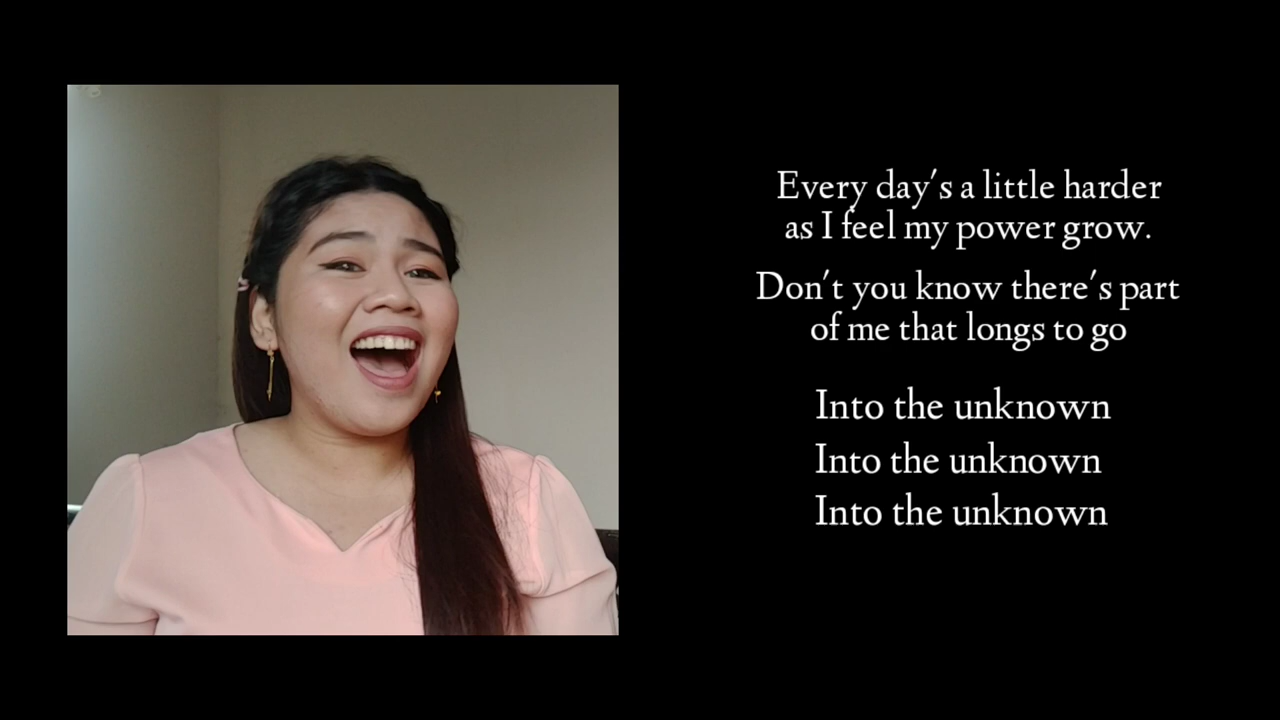 Every day's a little harder
as I feel my power grow.
Don't you know there's part
of me that longs to go
Into the unknown
Into the unknown
Into the unknown